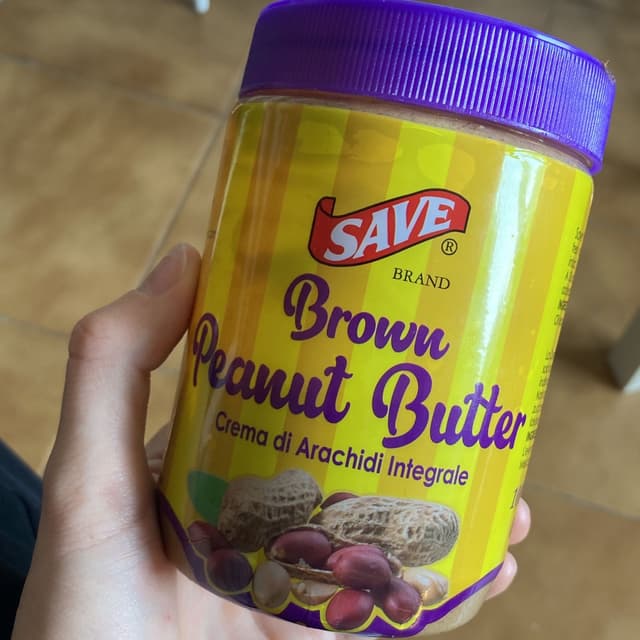 SAVE®
BRAND
Brown
Peanut Butter
Crema di Arachidi Integrale